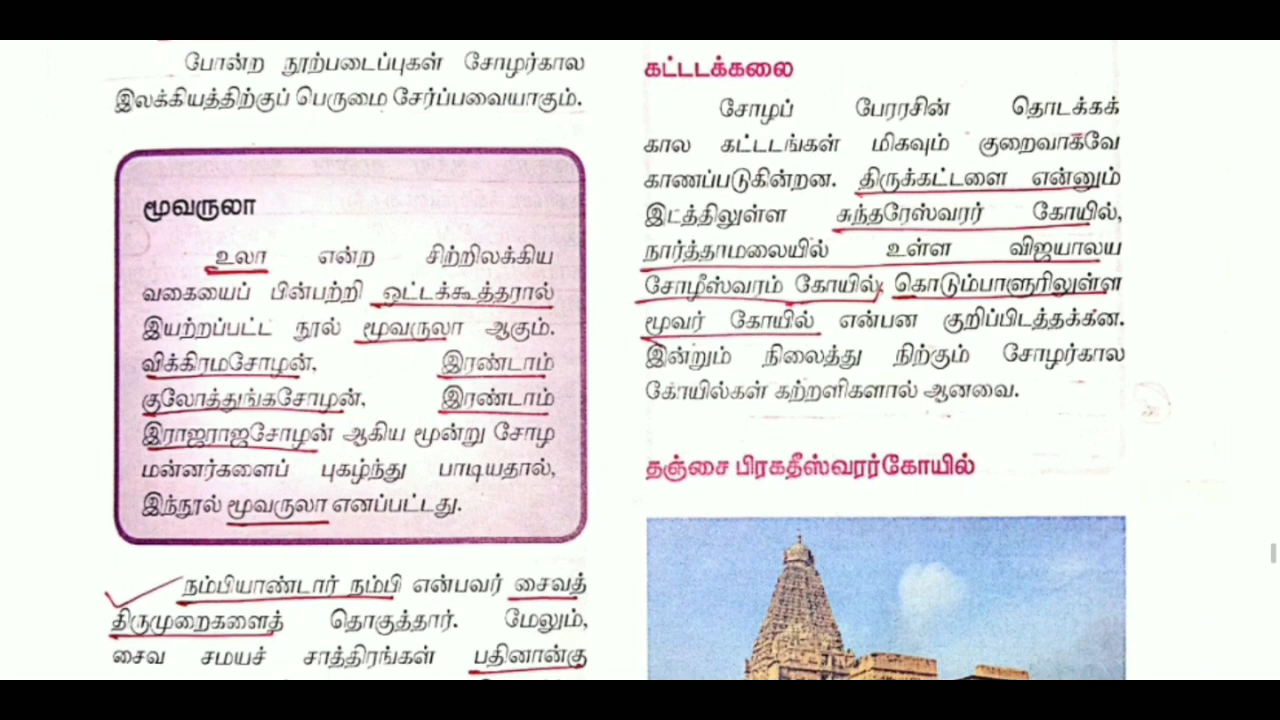 போன்ற நூற்படைப்புகள் சோழர்கால
இலக்கியத்திற்குப் பெருமை சேர்ப்பவையாகும்.
மூவருலா
உலா என்ற சிற்றிலக்கிய
வகையைப் பின்பற்றி ஒட்டக்கூத்தரால்
இயற்றப்பட்ட நூல் மூவருலா ஆகும்.
விக்கிரமசோழன், இரண்டாம்
குலோத்துங்கசோழன், இரண்டாம்
இராஜராஜசோழன் ஆகிய மூன்று சோழ
மன்னர்களைப் புகழ்ந்து பாடியதால்,
இந்நூல் மூவருலா எனப்பட்டது.
நம்பியாண்டார் நம்பி என்பவர் சைவத்
திருமுறைகளைத் தொகுத்தார். மேலும்,
சைவ சமயச் சாத்திரங்கள் பதினான்கு
கட்டடக்கலை
சோழப் பேரரசின் தொடக்கக்
கால கட்டடங்கள் மிகவும் குறைவாகவே
காணப்படுகின்றன. திருக்கட்டளை என்னும்
இடத்திலுள்ள சுந்தரேஸ்வரர் கோயில்,
நார்த்தாமலையில் உள்ள விஜயாலய
சோழீஸ்வரம் கோயில், கொடும்பாளூரிலுள்ள
மூவர் கோயில் என்பன குறிப்பிடத்தக்கன.
இன்றும் நிலைத்து நிற்கும் சோழர்கால
கோயில்கள் கற்றளிகளால் ஆனவை.
தஞ்சை பிரகதீஸ்வரர்கோயில்